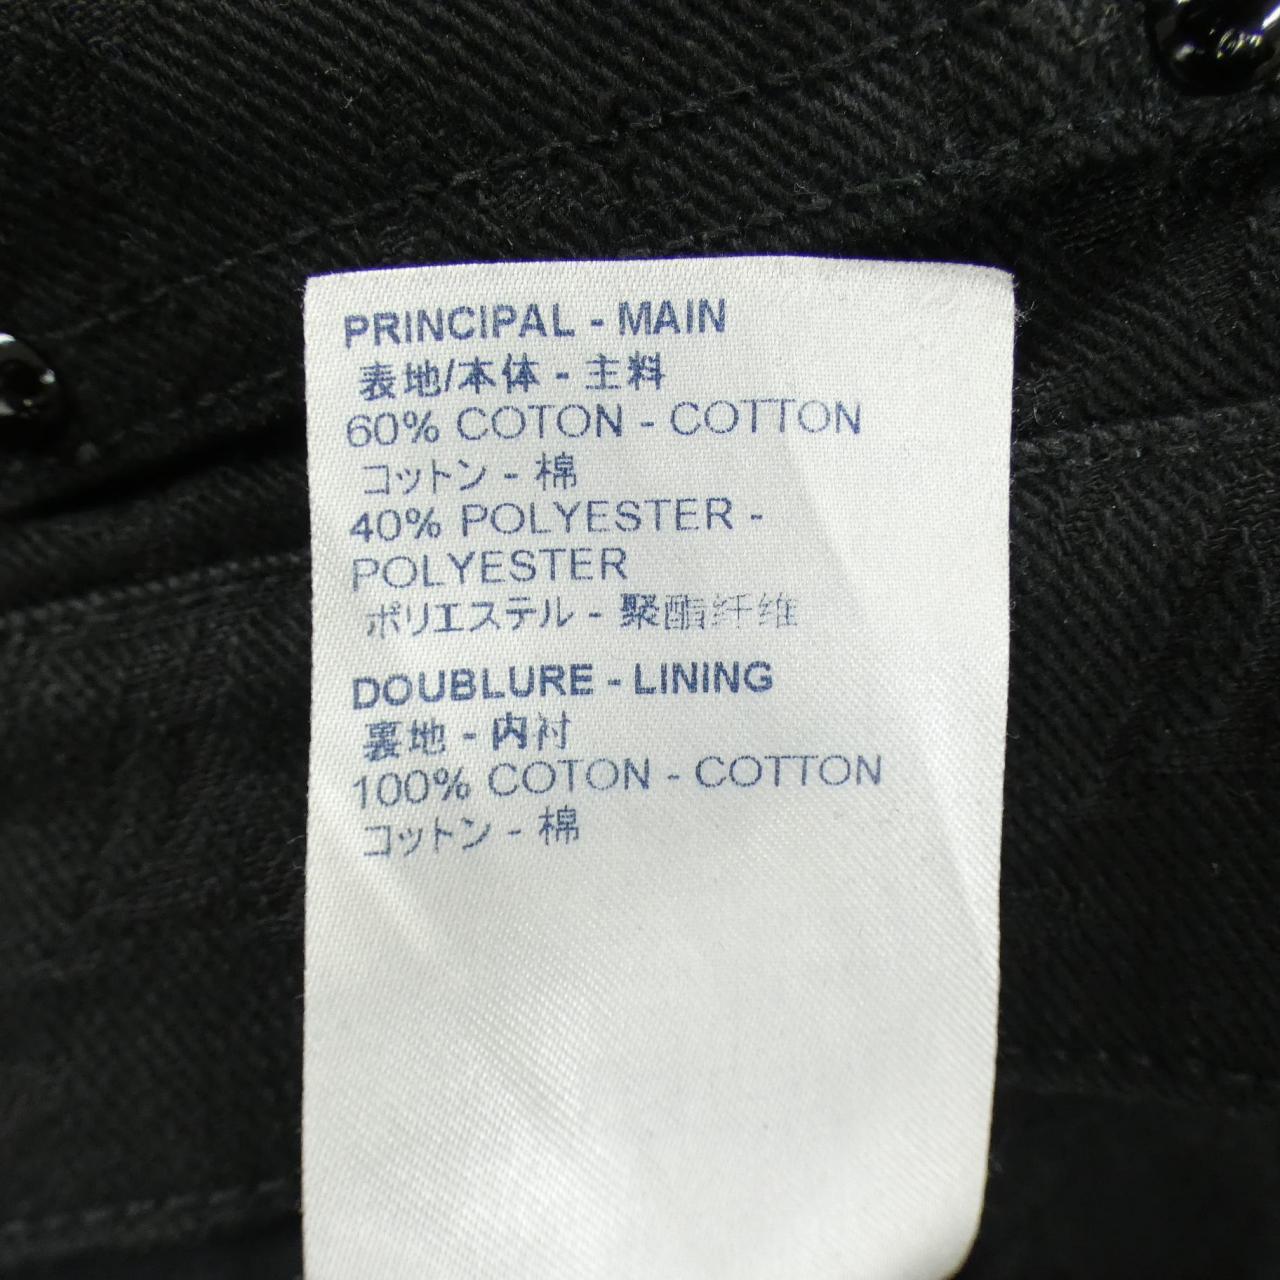 PRINCIPAL - MAIN
表地/本体 - 主料
60% COTON - COTTON
コットン - 棉
40% POLYESTER -
POLYESTER
ポリエステル - 聚酯纤维
DOUBLURE - LINING
裏地 - 内衬
100% COTON - COTTON
コットン - 棉